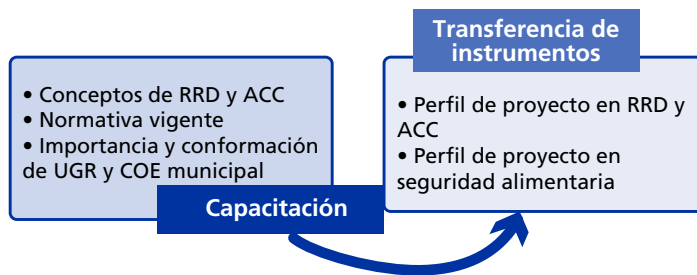 • Conceptos de RRD y ACC
• Normativa vigente
• Importancia y conformación
de UGR y COE municipal
Capacitación
Transferencia de
instrumentos
• Perfil de proyecto en RRD y
ACC
• Perfil de proyecto en
seguridad alimentaria